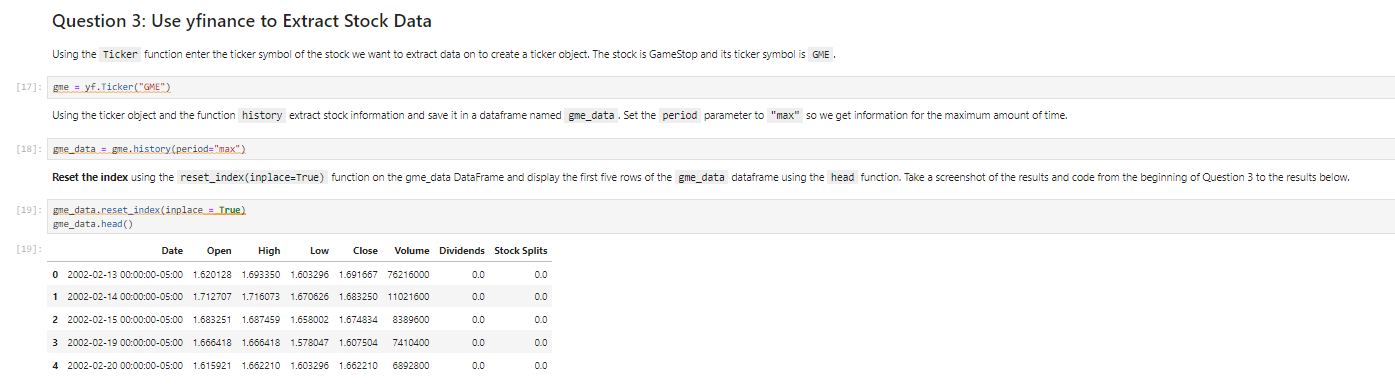 Question 3: Use yfinance to Extract Stock Data
Using the Ticker function enter the ticker symbol of the stock we want to extract data on to create a ticker object. The stock is GameStop and its ticker symbol is GME .
[17]: gme = yf.Ticker("GME")
Using the ticker object and the function history extract stock information and save it in a dataframe named gme_data . Set the period parameter to "max" so we get information for the maximum amount of time.
[18]: gme_data = gme.history(period="max")
Reset the index using the reset_index(inplace=True) function on the gme_data DataFrame and display the first five rows of the gme_data dataframe using the head function. Take a screenshot of the results and code from the beginning of Question 3 to the results below.
[19]: gme_data.reset_index(inplace = True)
gme_data.head()
[19]: Date Open High Low Close Volume Dividends Stock Splits
0 2002-02-13 00:00:00-05:00 1.620128 1.693350 1.603296 1.691667 76216000 0.0 0.0
1 2002-02-14 00:00:00-05:00 1.712707 1.716073 1.670626 1.683250 11021600 0.0 0.0
2 2002-02-15 00:00:00-05:00 1.683251 1.687459 1.658002 1.674834 8389600 0.0 0.0
3 2002-02-19 00:00:00-05:00 1.666418 1.666418 1.578047 1.607504 7410400 0.0 0.0
4 2002-02-20 00:00:00-05:00 1.615921 1.662210 1.603296 1.662210 6892800 0.0 0.0